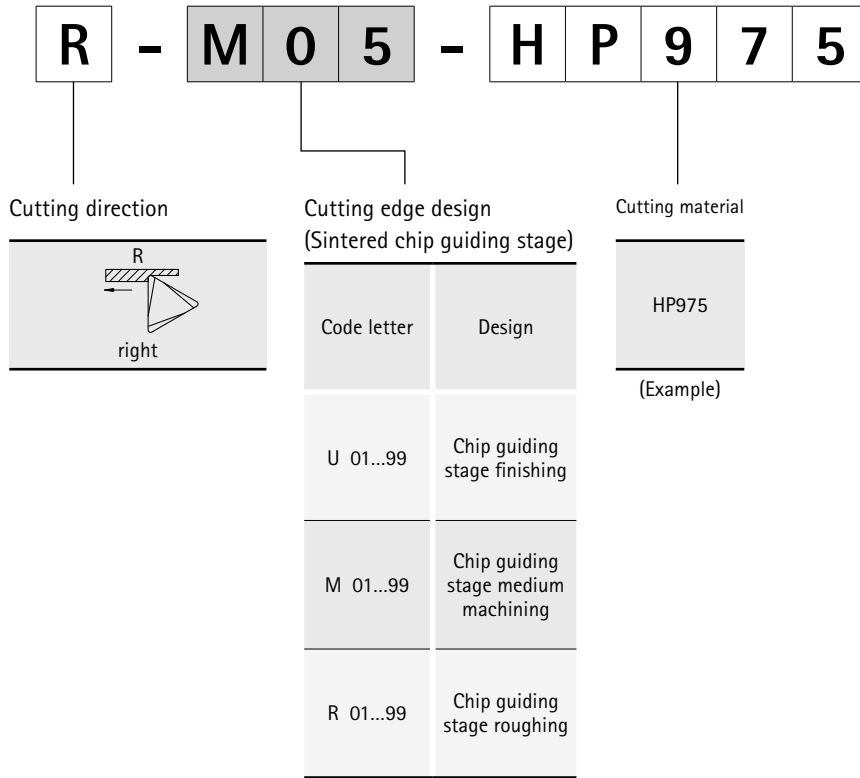 R - M 0 5 - H P 9 7 5
Cutting direction
R
right
Cutting edge design
(Sintered chip guiding stage)
Code letter Design
U 01...99 Chip guiding
stage finishing
M 01...99 Chip guiding
stage medium
machining
R 01...99 Chip guiding
stage roughing
Cutting material
HP975
(Example)